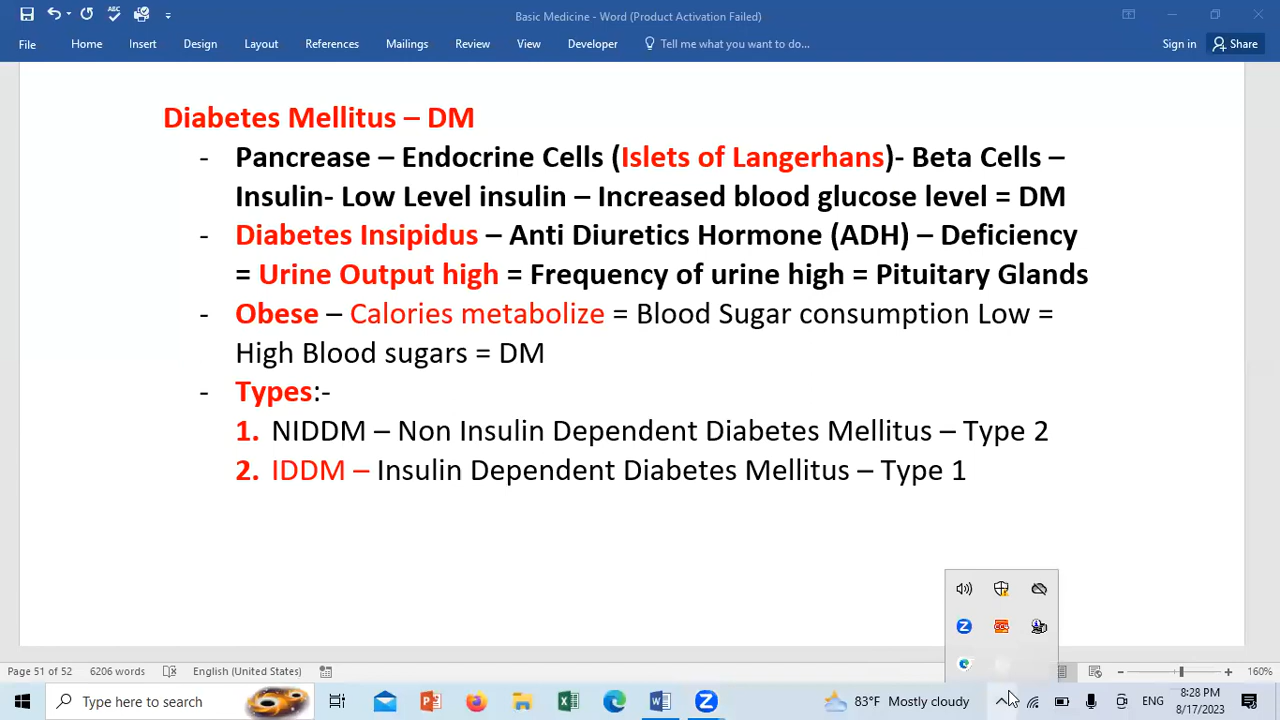 Basic Medicine - Word (Product Activation Failed)
File Home Insert Design Layout References Mailings Review View Developer Tell me what you want to do... Sign in Share
Diabetes Mellitus – DM
- Pancrease – Endocrine Cells (Islets of Langerhans)- Beta Cells –
Insulin- Low Level insulin – Increased blood glucose level = DM
- Diabetes Insipidus – Anti Diuretics Hormone (ADH) – Deficiency
= Urine Output high = Frequency of urine high = Pituitary Glands
- Obese – Calories metabolize = Blood Sugar consumption Low =
High Blood sugars = DM
- Types:-
1. NIDDM – Non Insulin Dependent Diabetes Mellitus – Type 2
2. IDDM – Insulin Dependent Diabetes Mellitus – Type 1
Page 51 of 52 6206 words English (United States) 160%
Type here to search 83°F Mostly cloudy ENG 8:28 PM
8/17/2023